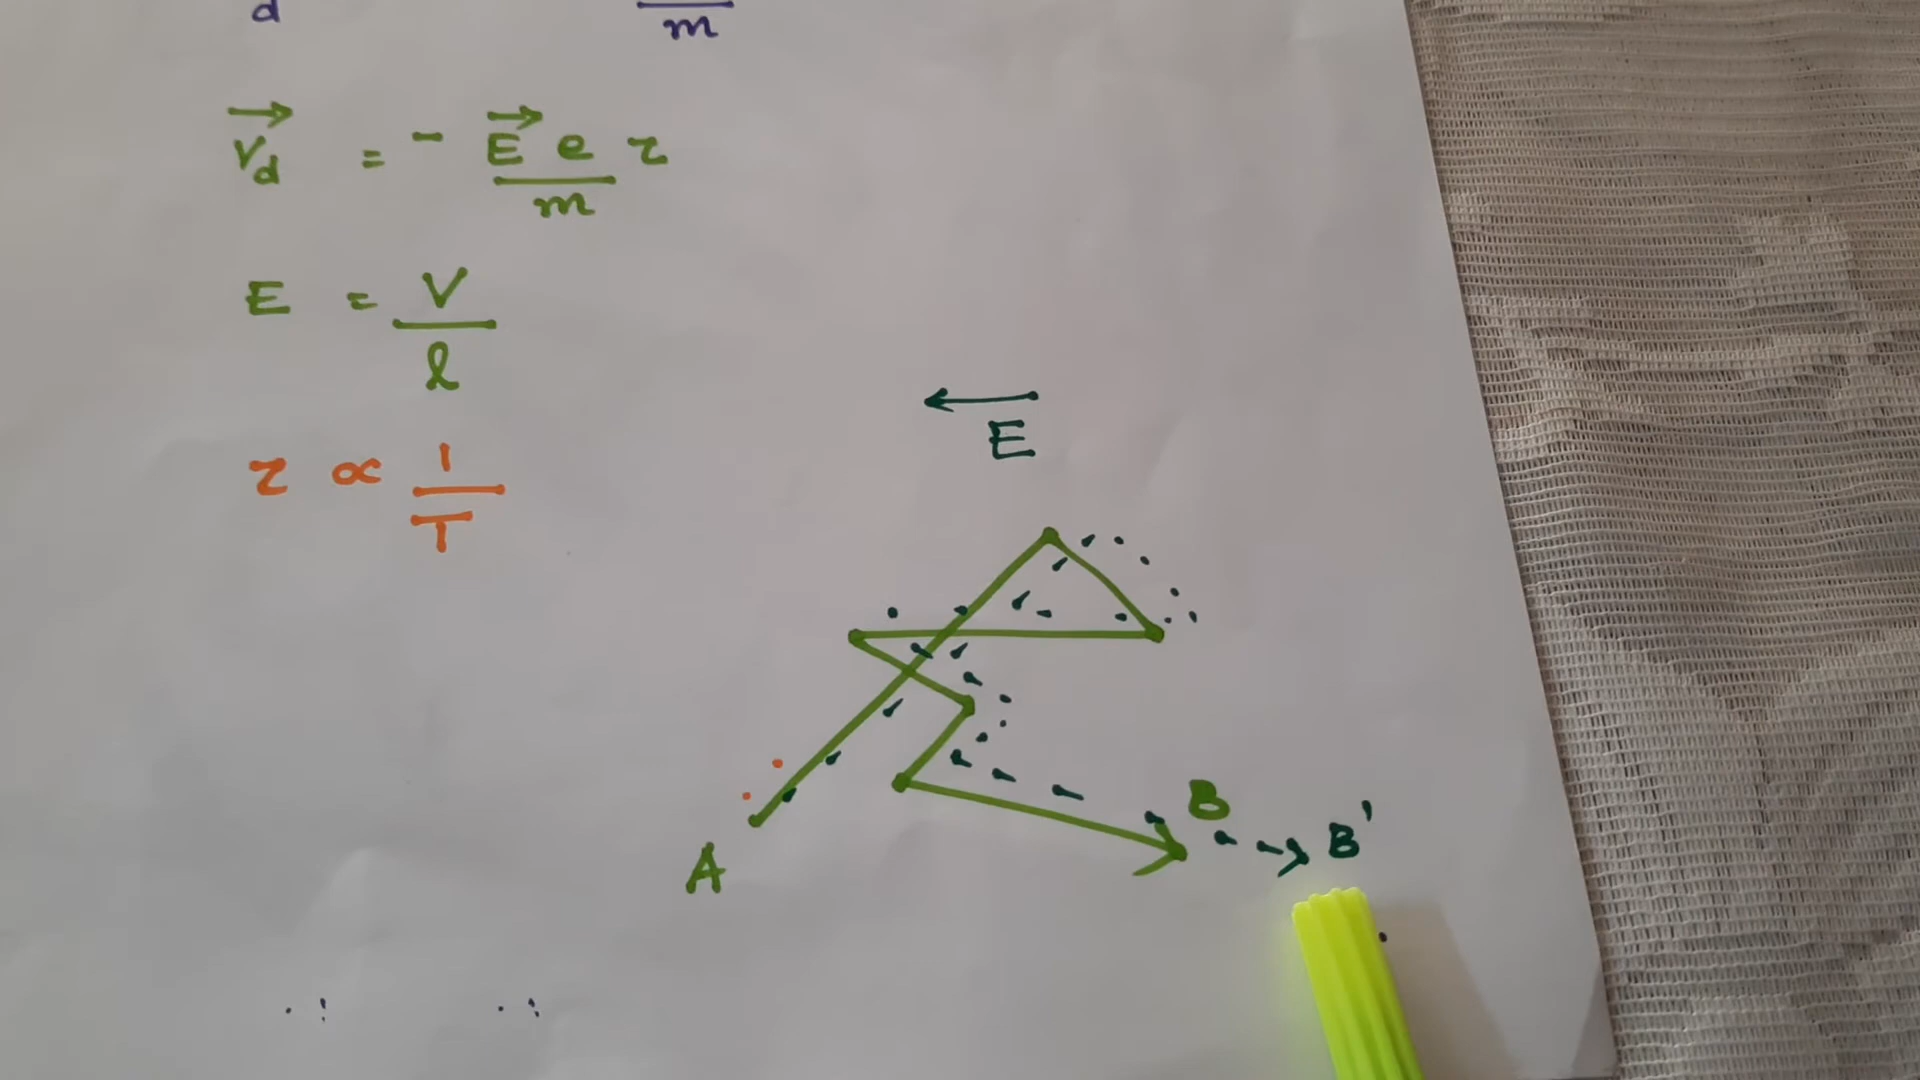 d
m
→ →
Vd = - E e τ
m
E = V
l
E
τ ∝ 1
T
B
B'
A